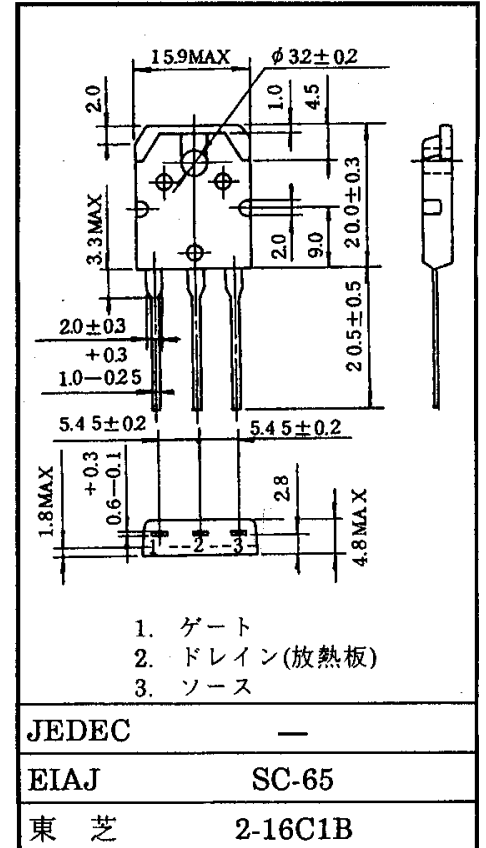 15.9MAX
φ3.2±0.2
2.0
1.0
4.5
3.3MAX
2.0
9.0
20.0±0.3
2.0±0.3
+0.3
1.0−0.25
20.5±0.5
5.45±0.2
5.45±0.2
1.8MAX
+0.3
0.6−0.1
2.8
4.8MAX
1 2 3
1. ゲート
2. ドレイン(放熱板)
3. ソース
JEDEC —
EIAJ SC-65
東 芝 2-16C1B